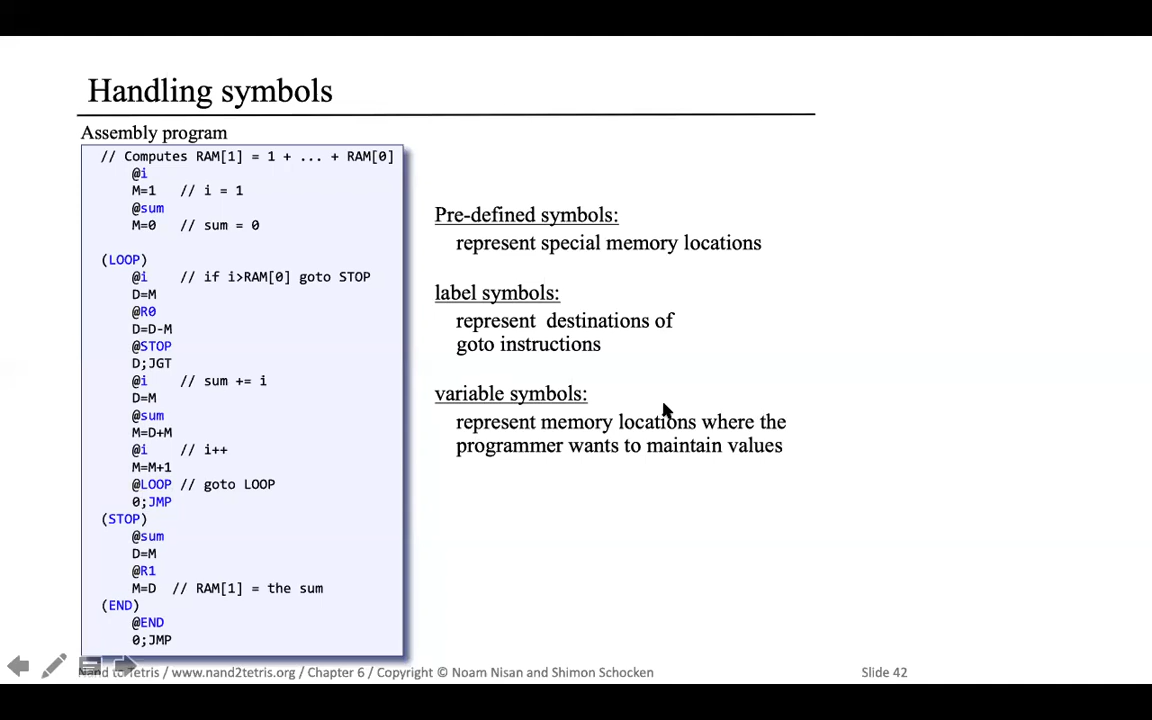 Handling symbols
Assembly program
// Computes RAM[1] = 1 + ... + RAM[0]
@i
M=1 // i = 1
@sum
M=0 // sum = 0
(LOOP)
@i // if i>RAM[0] goto STOP
D=M
@R0
D=D-M
@STOP
D;JGT
@i // sum += i
D=M
@sum
M=D+M
@i // i++
M=M+1
@LOOP // goto LOOP
0;JMP
(STOP)
@sum
D=M
@R1
M=D // RAM[1] = the sum
(END)
@END
0;JMP
Pre-defined symbols:
represent special memory locations
label symbols:
represent destinations of
goto instructions
variable symbols:
represent memory locations where the
programmer wants to maintain values
Nand to Tetris / www.nand2tetris.org / Chapter 6 / Copyright © Noam Nisan and Shimon Schocken
Slide 42